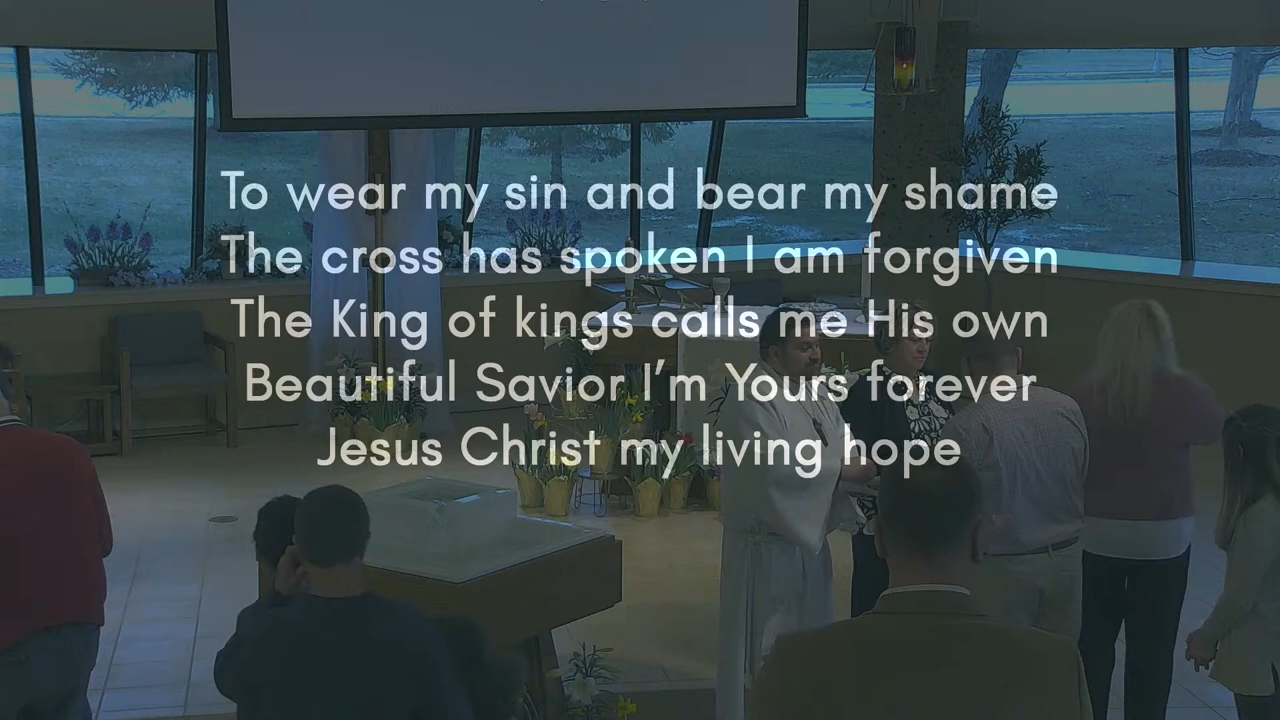 To wear my sin and bear my shame
The cross has spoken I am forgiven
The King of kings calls me His own
Beautiful Savior I’m Yours forever
Jesus Christ my living hope